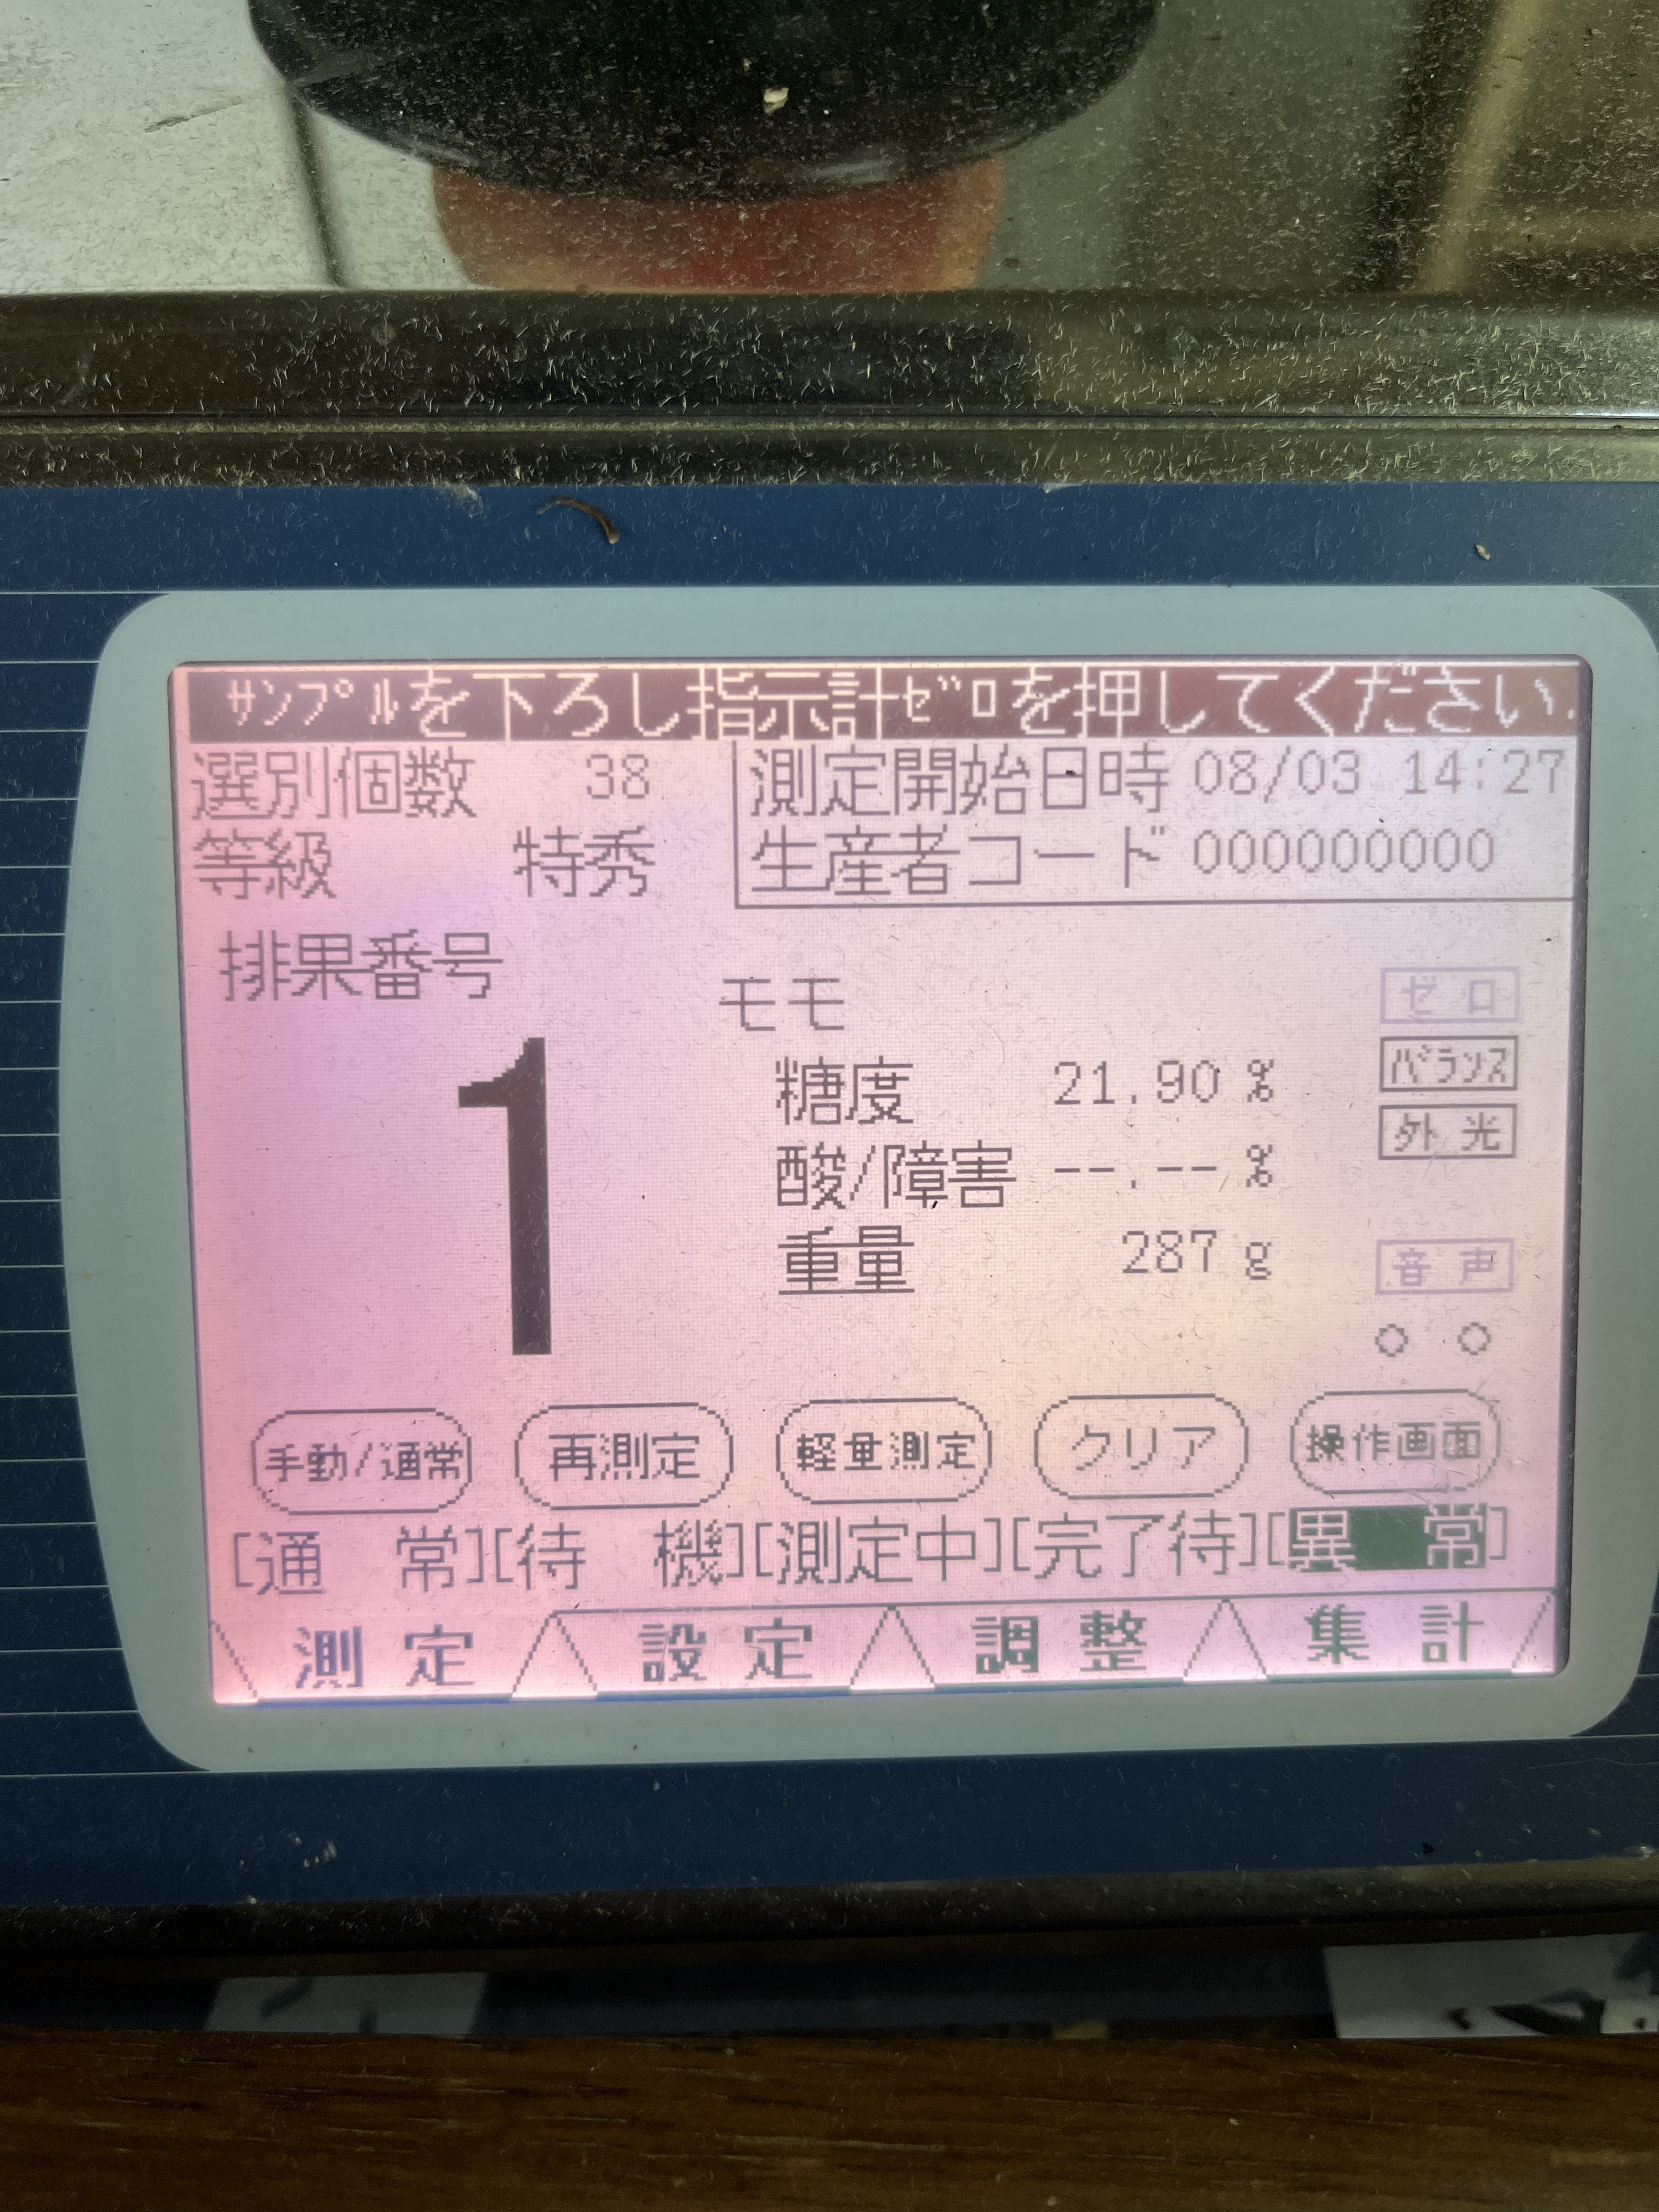 サンプルを下ろし指示計ゼロを押してください.
選別個数 38 測定開始日時 08/03 14:27
等級 特秀 生産者コード 000000000
排果番号
1
モモ
糖度 21.90 %
酸/障害 --.-- %
重量 287 g
ゼロ
バランス
外光
音声
手動/通常 再測定 軽量測定 クリア 操作画面
[通 常][待 機][測定中][完了待][異 常]
測定 設定 調整 集計